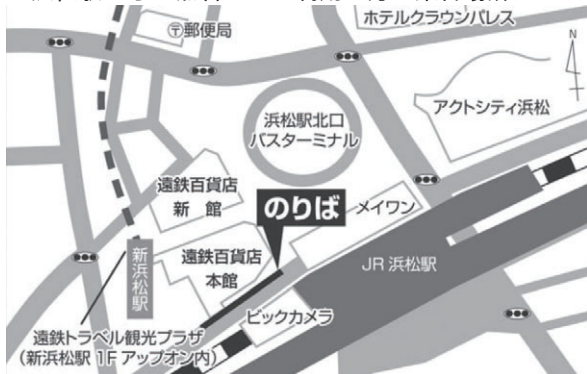 〒郵便局
ホテルクラウンパレス
N
アクトシティ浜松
浜松駅北口
バスターミナル
遠鉄百貨店
新 館
のりば
メイワン
新浜松駅
遠鉄百貨店
本館
JR 浜松駅
ビックカメラ
遠鉄トラベル観光プラザ
(新浜松駅 1F アップオン内)